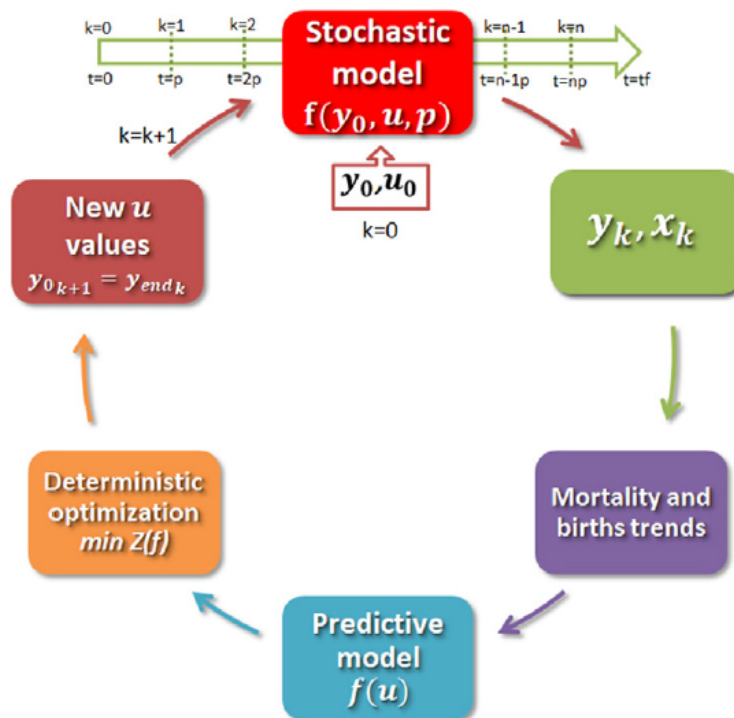 k=0 k=1 k=2 k=n-1 k=n
t=0 t=p t=2p t=n-1p t=np t=tf
Stochastic
model
f(y₀, u, p)
k=k+1
y₀,u₀
k=0
yₖ, xₖ
Mortality and
births trends
Predictive
model
f(u)
Deterministic
optimization
min Z(f)
New u
values
y₀ₖ₊₁ = y_endₖ